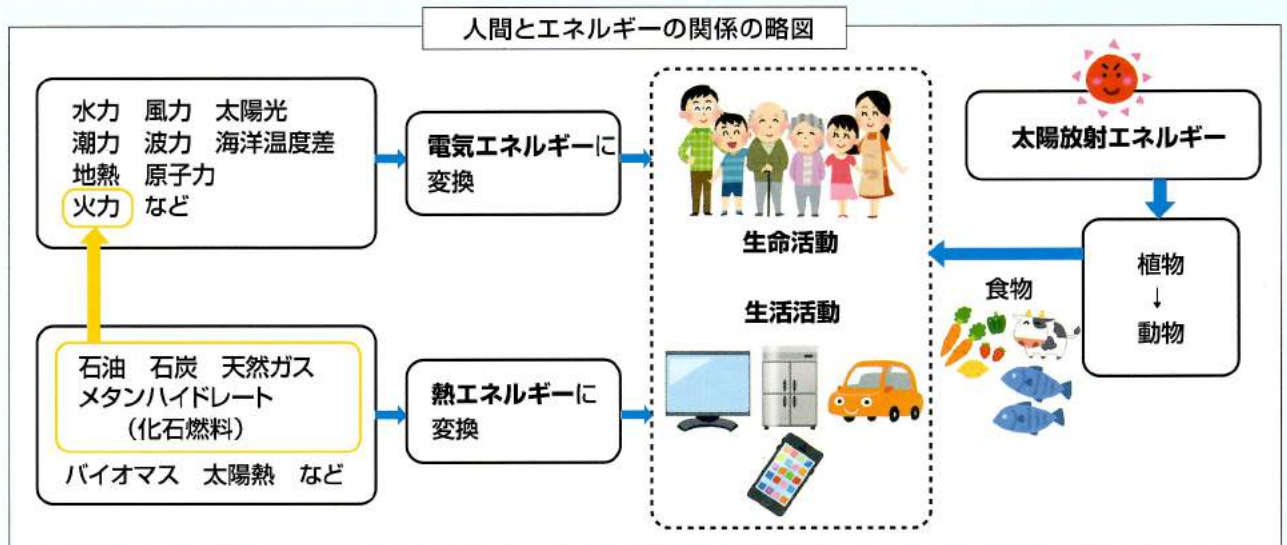 人間とエネルギーの関係の略図
水力　風力　太陽光
潮力　波力　海洋温度差
地熱　原子力
火力　など
電気エネルギーに
変換
石油　石炭　天然ガス
メタンハイドレート
（化石燃料）
バイオマス　太陽熱　など
熱エネルギーに
変換
生命活動
生活活動
太陽放射エネルギー
植物
↓
動物
食物